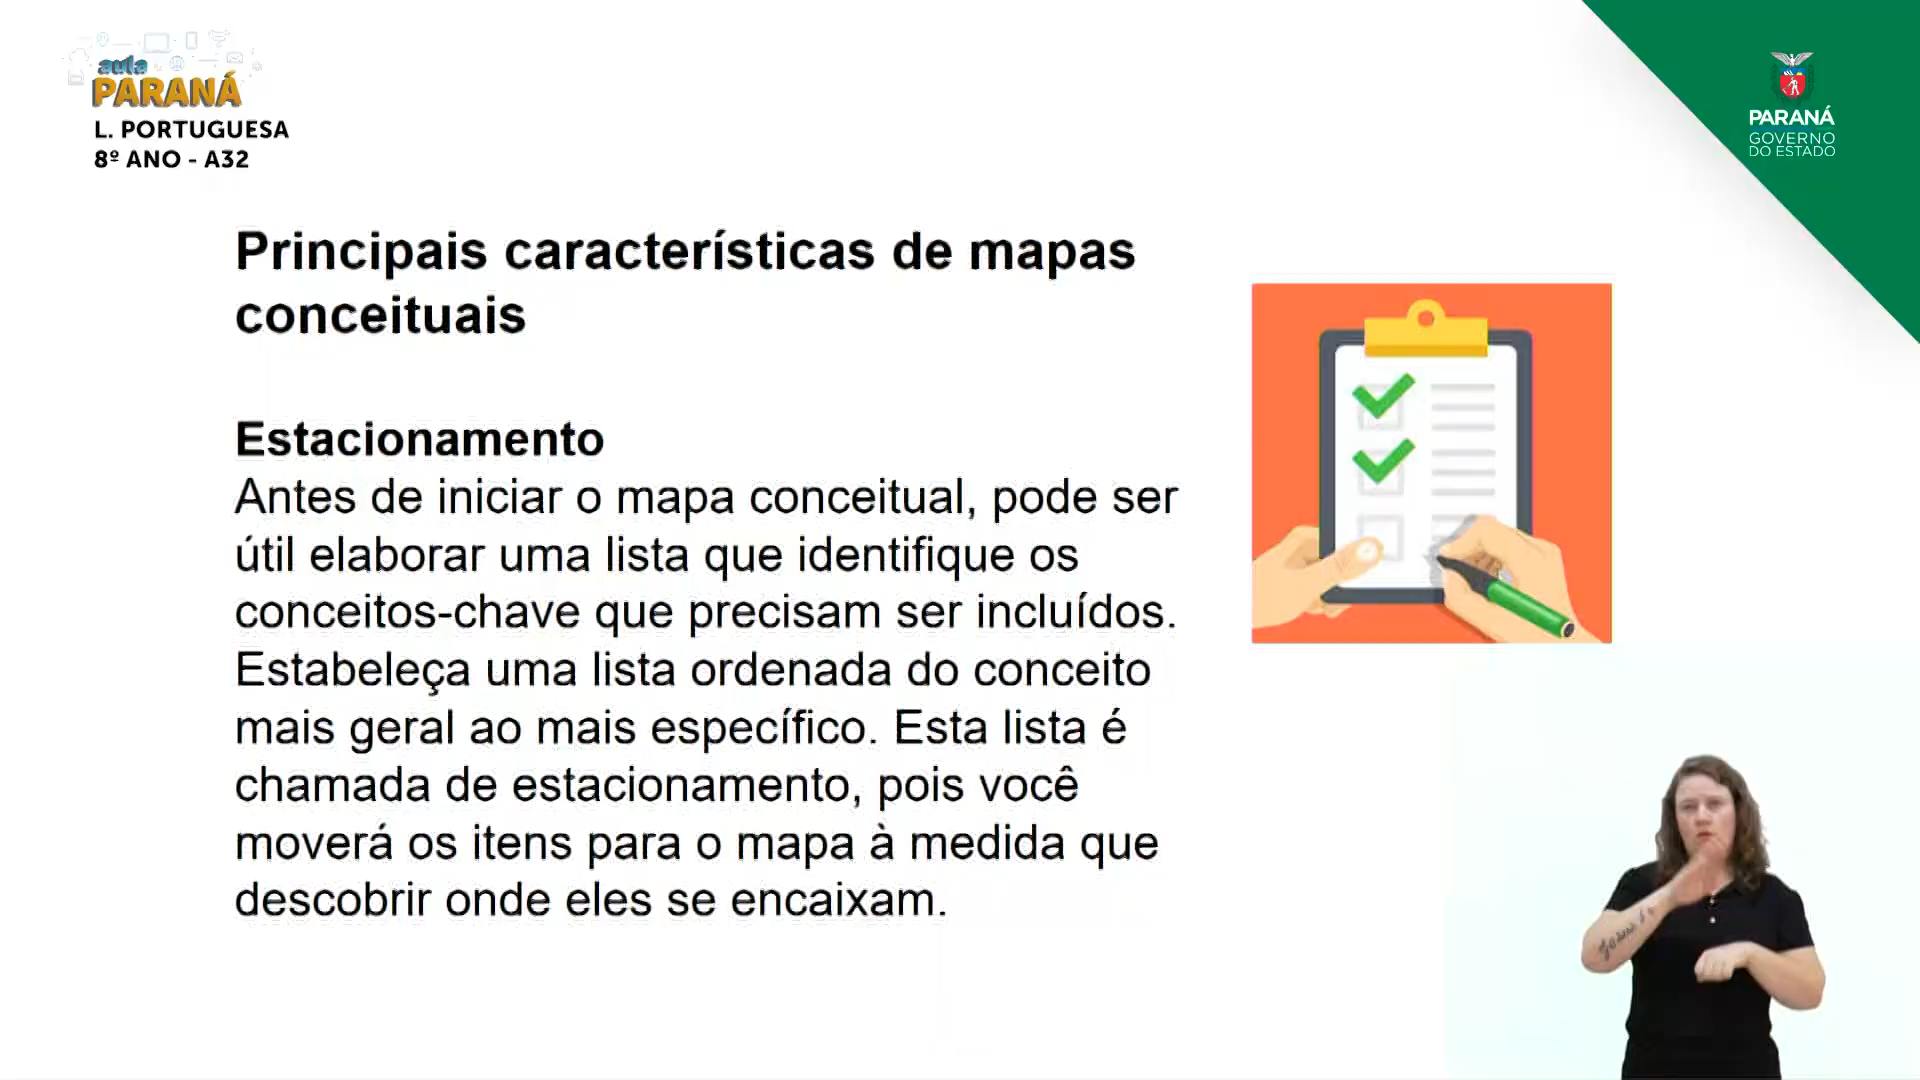 aula
PARANÁ
L. PORTUGUESA
8º ANO - A32
PARANÁ
GOVERNO
DO ESTADO
Principais características de mapas
conceituais
Estacionamento
Antes de iniciar o mapa conceitual, pode ser
útil elaborar uma lista que identifique os
conceitos-chave que precisam ser incluídos.
Estabeleça uma lista ordenada do conceito
mais geral ao mais específico. Esta lista é
chamada de estacionamento, pois você
moverá os itens para o mapa à medida que
descobrir onde eles se encaixam.